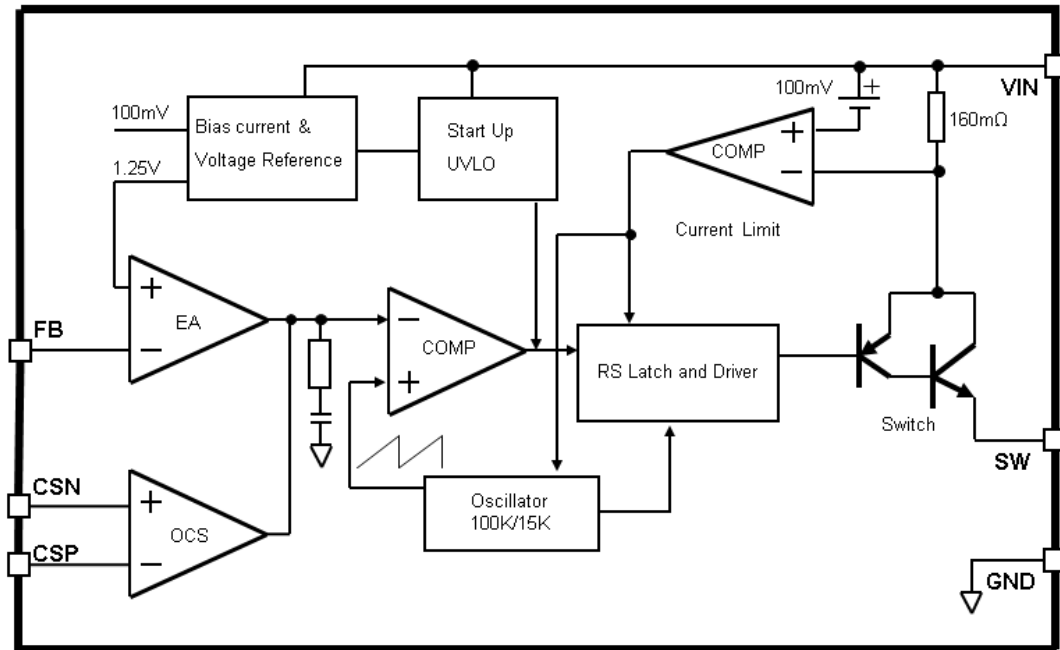 VIN
100mV
+
100mV
Bias current &
Voltage Reference
Start Up
UVLO
160mΩ
COMP
+
−
1.25V
Current Limit
+
EA
−
FB
−
COMP
+
RS Latch and Driver
Switch
SW
CSN
+
OCS
CSP
−
Oscillator
100K/15K
GND